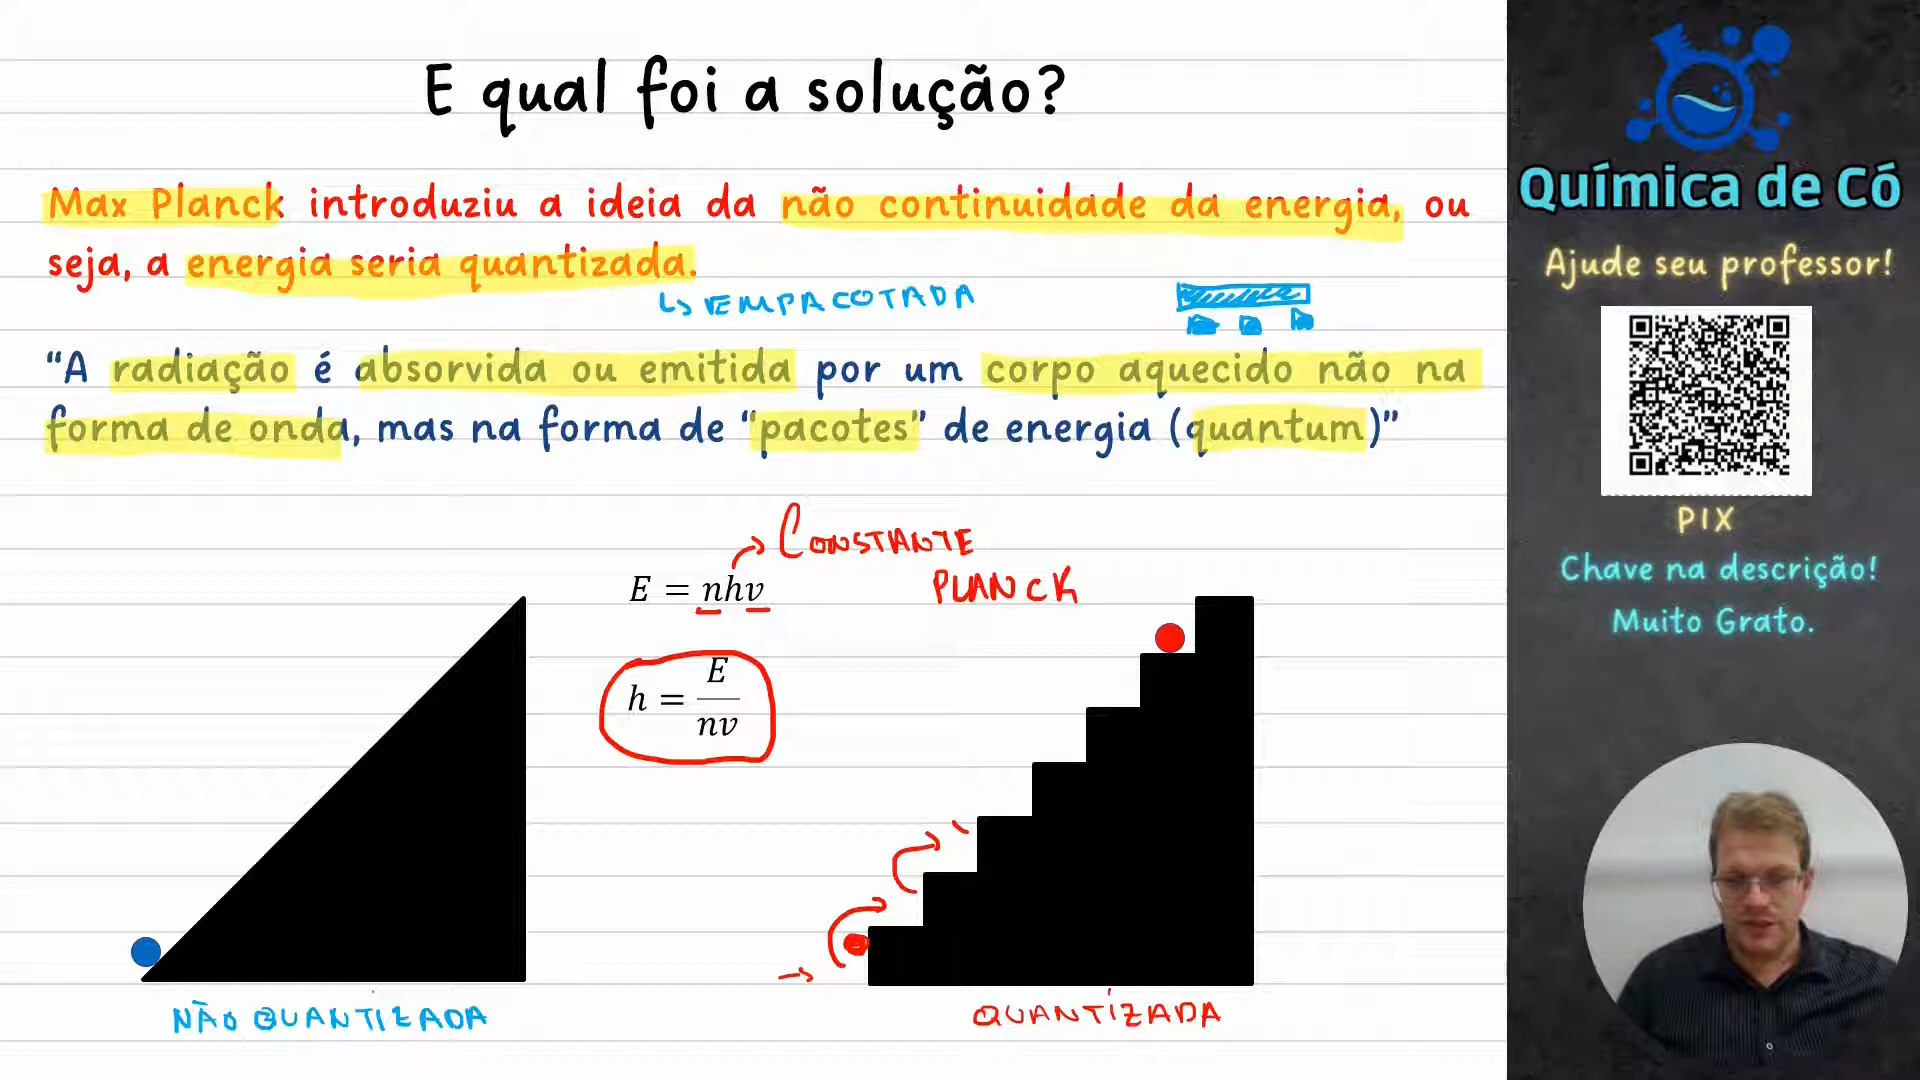 E qual foi a solução?
Max Planck introduziu a ideia da não continuidade da energia, ou
seja, a energia seria quantizada.
↳ EMPACOTADA
“A radiação é absorvida ou emitida por um corpo aquecido não na
forma de onda, mas na forma de “pacotes” de energia (quantum)”
CONSTANTE
PLANCK
E = nhν
h = E/nν
NÃO QUANTIZADA
QUANTIZADA
Química de Có
Ajude seu professor!
PIX
Chave na descrição!
Muito Grato.